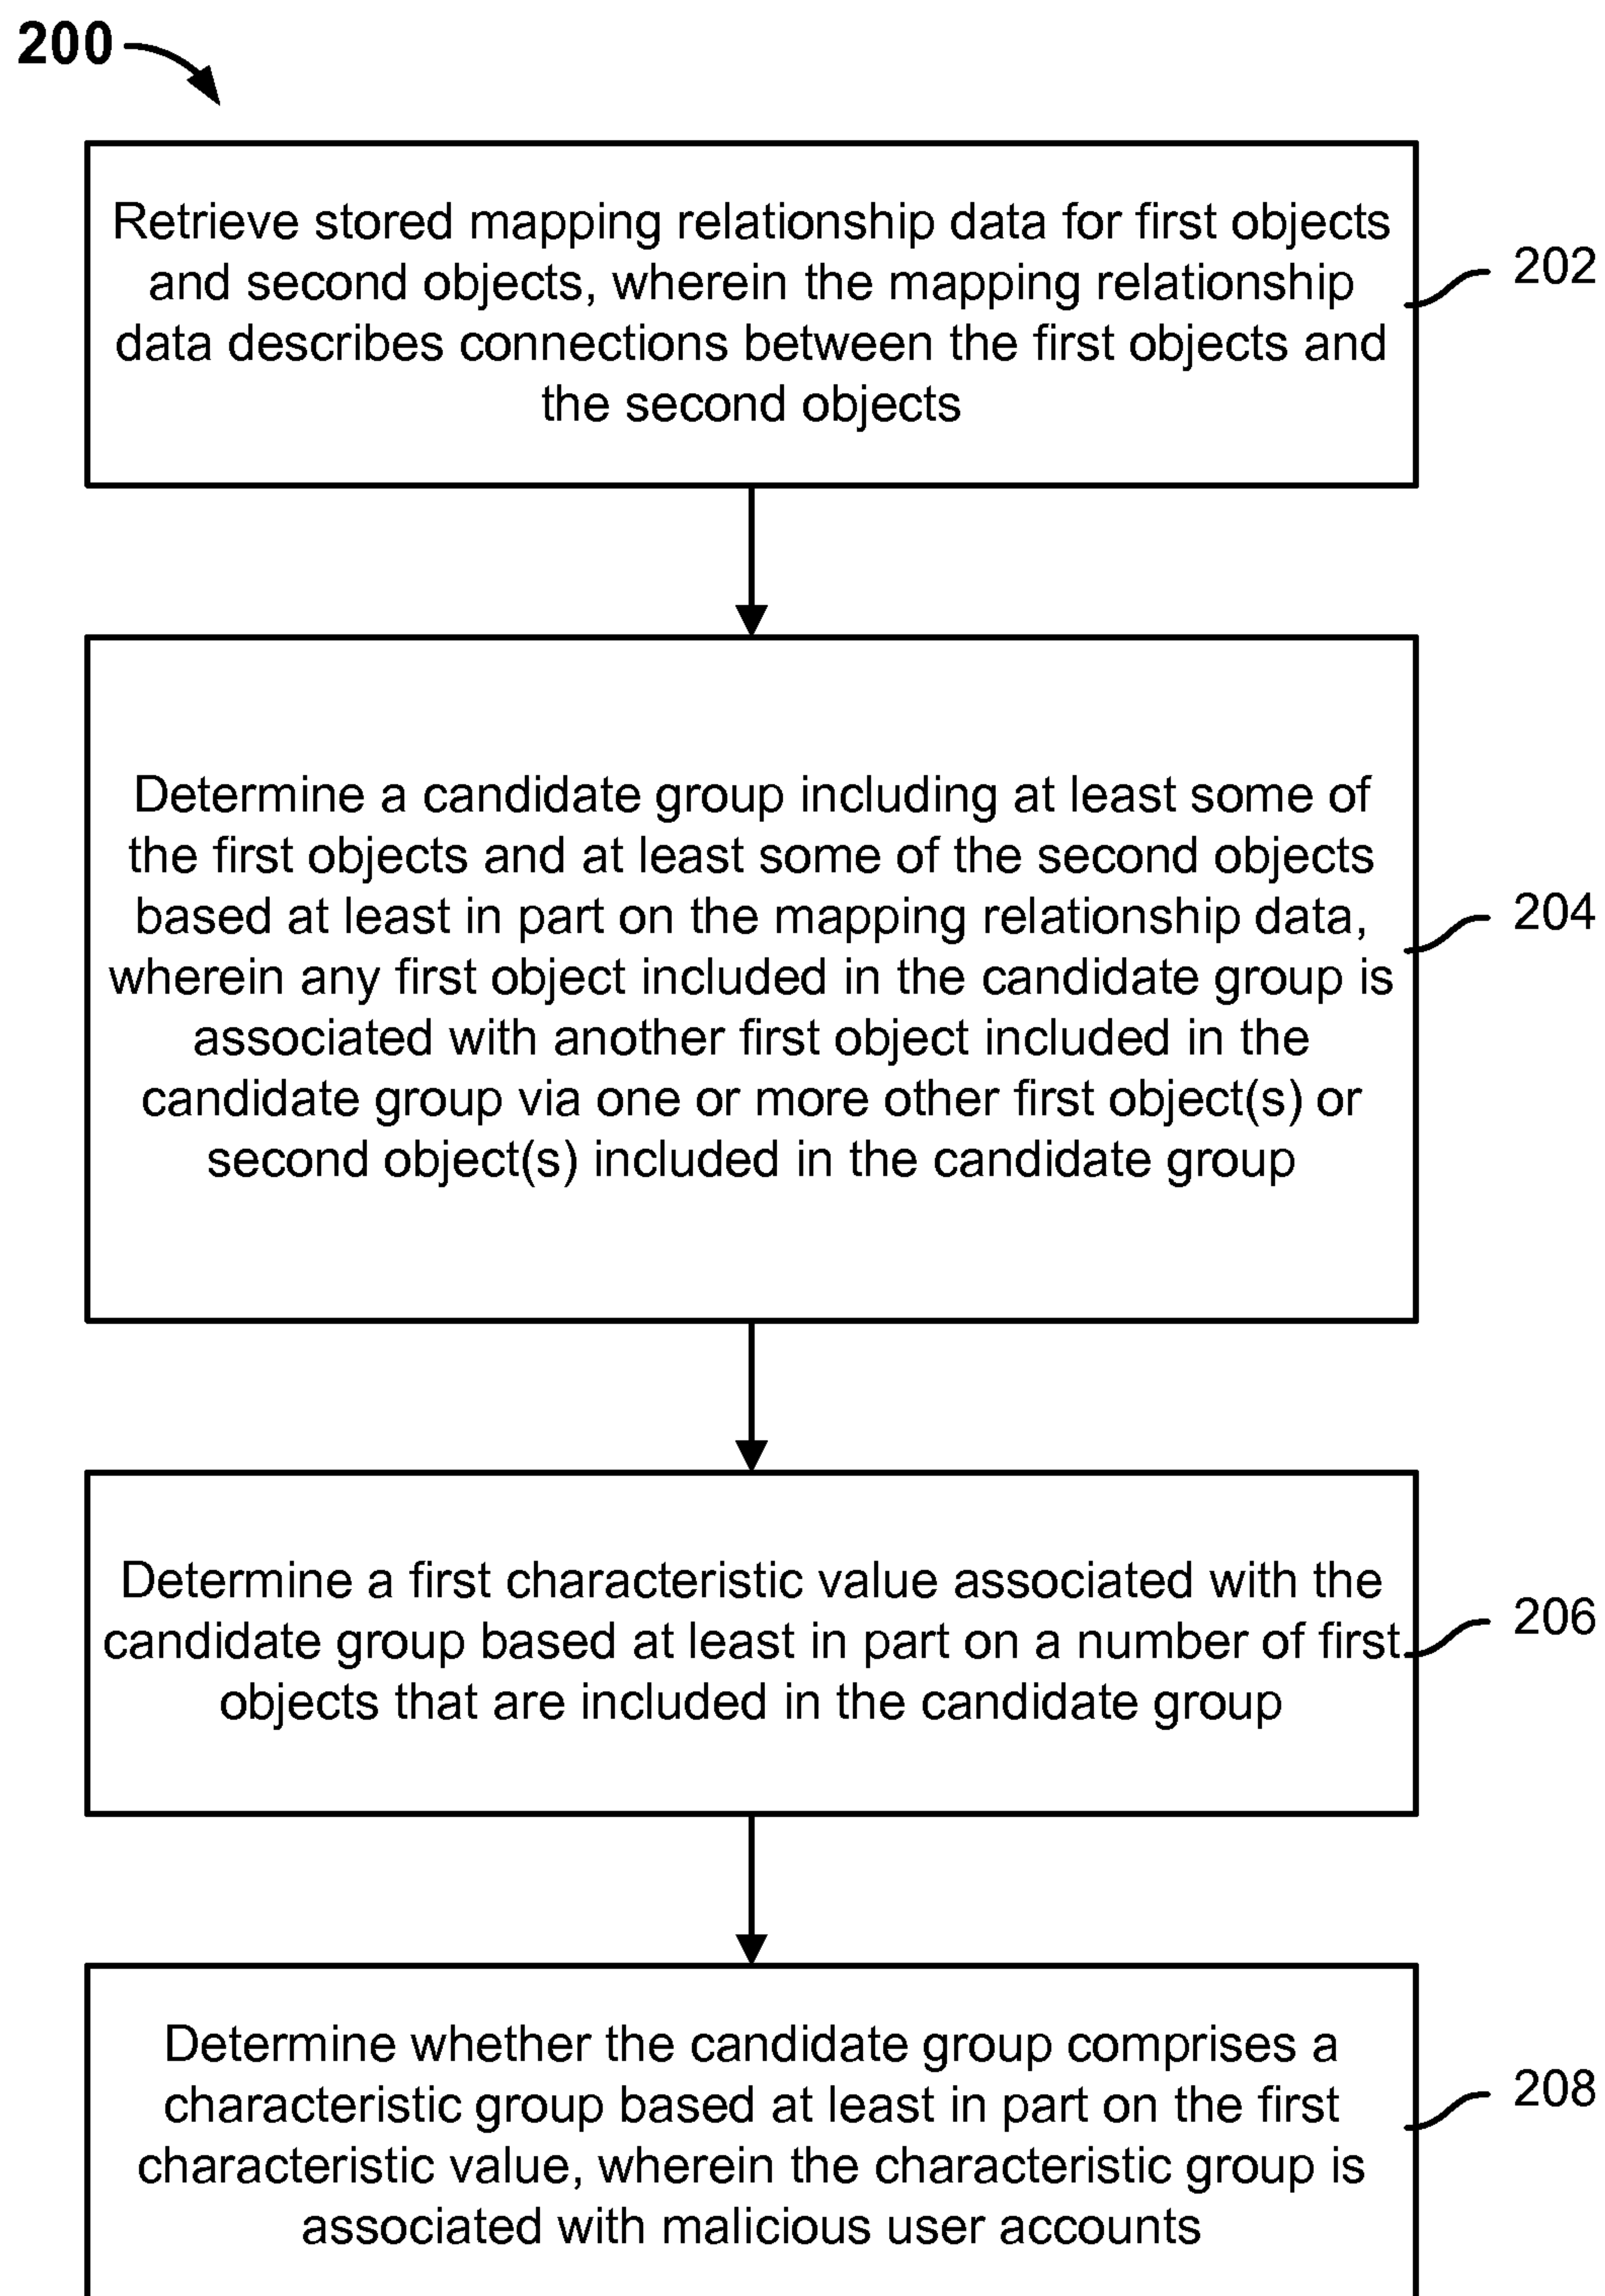 200
Retrieve stored mapping relationship data for first objects
and second objects, wherein the mapping relationship
data describes connections between the first objects and
the second objects
202
Determine a candidate group including at least some of
the first objects and at least some of the second objects
based at least in part on the mapping relationship data,
wherein any first object included in the candidate group is
associated with another first object included in the
candidate group via one or more other first object(s) or
second object(s) included in the candidate group
204
Determine a first characteristic value associated with the
candidate group based at least in part on a number of first
objects that are included in the candidate group
206
Determine whether the candidate group comprises a
characteristic group based at least in part on the first
characteristic value, wherein the characteristic group is
associated with malicious user accounts
208